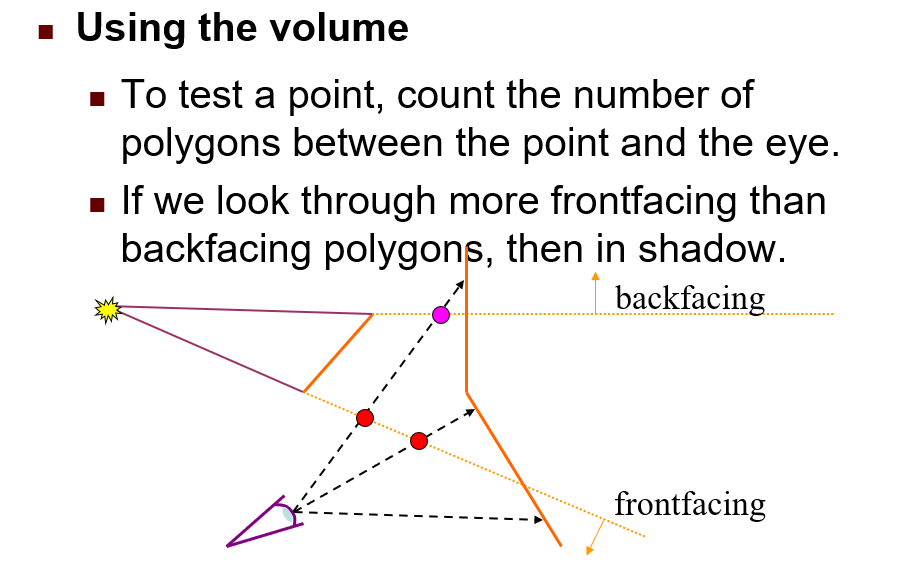 Using the volume
To test a point, count the number of
polygons between the point and the eye.
If we look through more frontfacing than
backfacing polygons, then in shadow.
backfacing
frontfacing